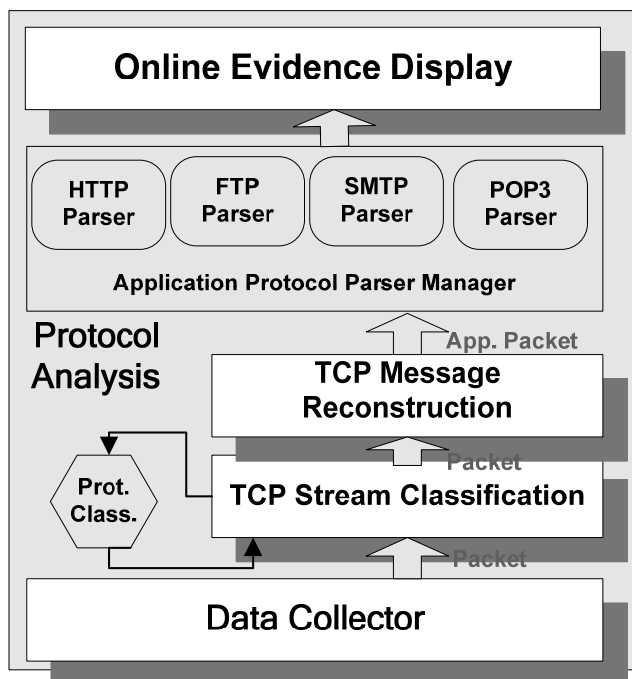 Online Evidence Display
HTTP
Parser
FTP
Parser
SMTP
Parser
POP3
Parser
Application Protocol Parser Manager
Protocol
Analysis
App. Packet
TCP Message
Reconstruction
Packet
Prot.
Class.
TCP Stream Classification
Packet
Data Collector